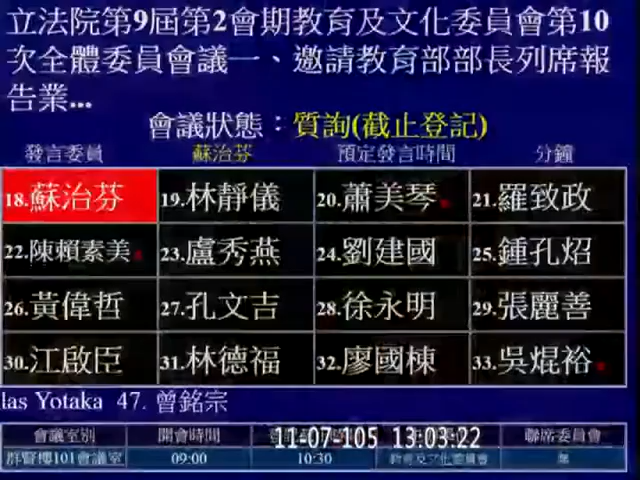 立法院第9屆第2會期教育及文化委員會第10
次全體委員會議一、邀請教育部部長列席報
告業...
會議狀態：質詢(截止登記)
發言委員 蘇治芬 預定發言時間 分鐘
18.蘇治芬 19.林靜儀 20.蕭美琴 21.羅致政
22.陳賴素美 23.盧秀燕 24.劉建國 25.鍾孔炤
26.黃偉哲 27.孔文吉 28.徐永明 29.張麗善
30.江啟臣 31.林德福 32.廖國棟 33.吳焜裕
las Yotaka 47. 曾銘宗
會議室別 開會時間 聯席委員會
11-07-105 13:03:22
群賢樓101會議室 09:00 10:30 教育及文化委員會